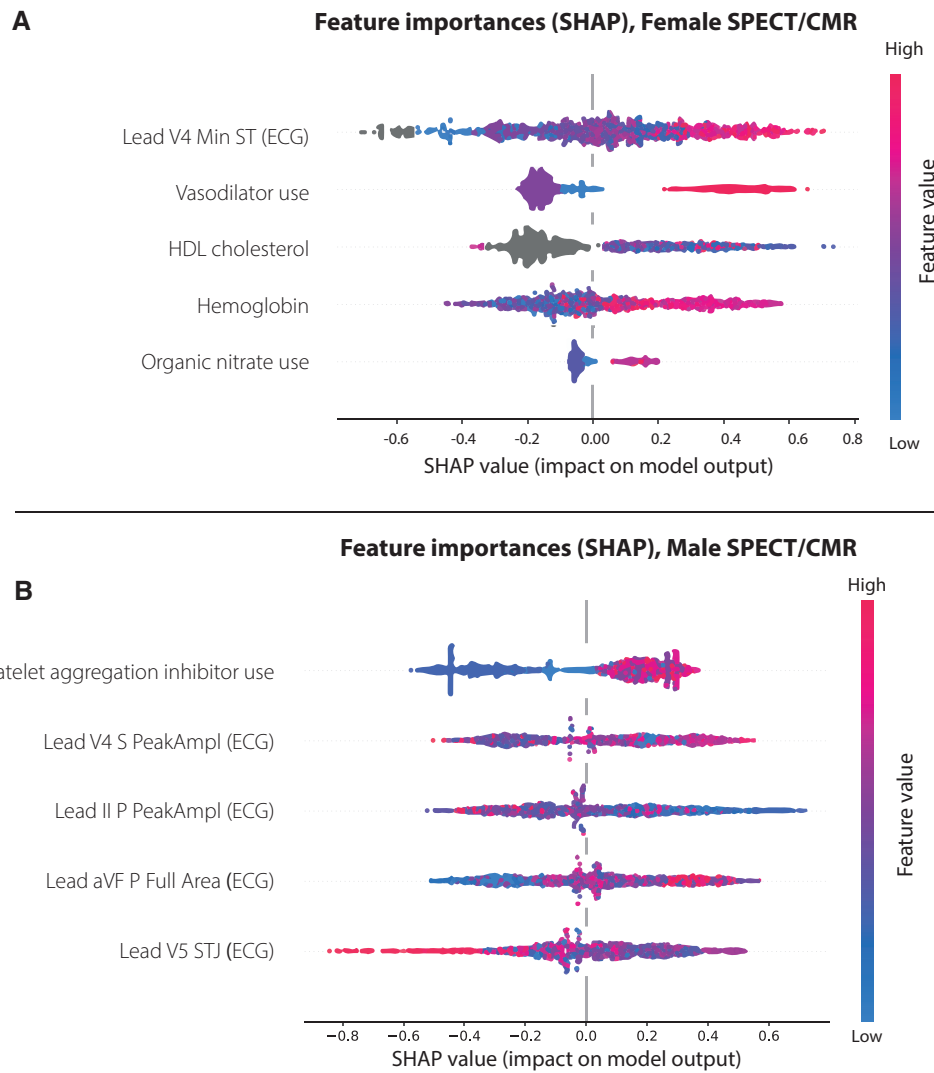 A
Feature importances (SHAP), Female SPECT/CMR
High
Lead V4 Min ST (ECG)
Vasodilator use
HDL cholesterol
Hemoglobin
Organic nitrate use
Feature value
Low
-0.6 -0.4 -0.2 0.00 0.2 0.4 0.6 0.8
SHAP value (impact on model output)
Feature importances (SHAP), Male SPECT/CMR
B
High
atelet aggregation inhibitor use
Lead V4 S PeakAmpl (ECG)
Lead II P PeakAmpl (ECG)
Lead aVF P Full Area (ECG)
Lead V5 STJ (ECG)
Feature value
Low
−0.8 −0.6 −0.4 −0.2 0.0 0.2 0.4 0.6
SHAP value (impact on model output)